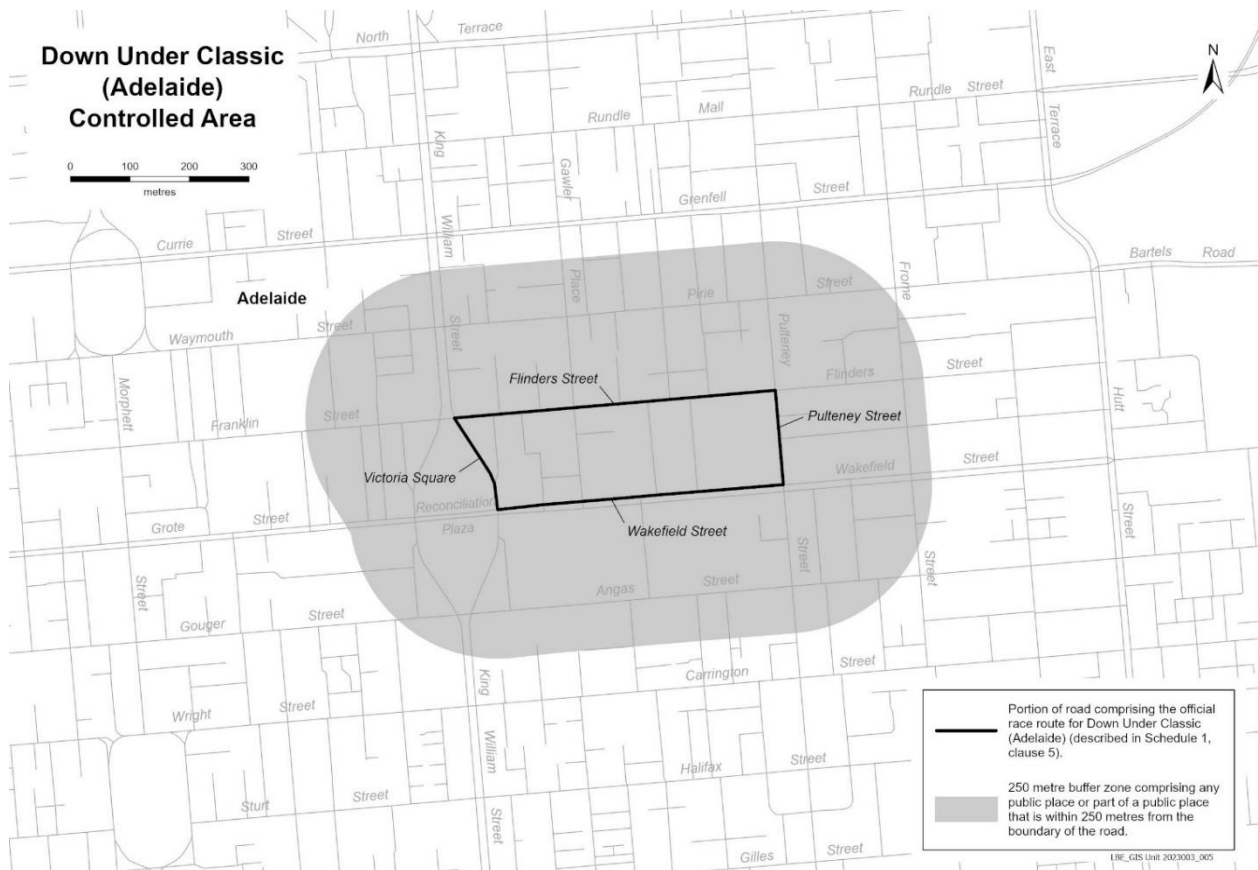 Down Under Classic
(Adelaide)
Controlled Area
0 100 200 300
metres
N
North Terrace
East Terrace
Rundle Mall
Rundle Street
King William Street
Gawler Place
Grenfell Street
Currie Street
Bartels Road
Adelaide
Pirie Street
Frome Street
Waymouth Street
Pulteney Street
Flinders Street
Flinders Street
Morphett Street
Franklin Street
Pulteney Street
Hutt Street
Victoria Square
Wakefield Street
Reconciliation
Plaza
Grote Street
Wakefield Street
Angas Street
Gouger Street
Carrington Street
King William Street
Wright Street
Halifax Street
Sturt Street
Gilles Street
Portion of road comprising the official
race route for Down Under Classic
(Adelaide) (described in Schedule 1,
clause 5).
250 metre buffer zone comprising any
public place or part of a public place
that is within 250 metres from the
boundary of the road.
LBE_GIS Unit 2023003_005